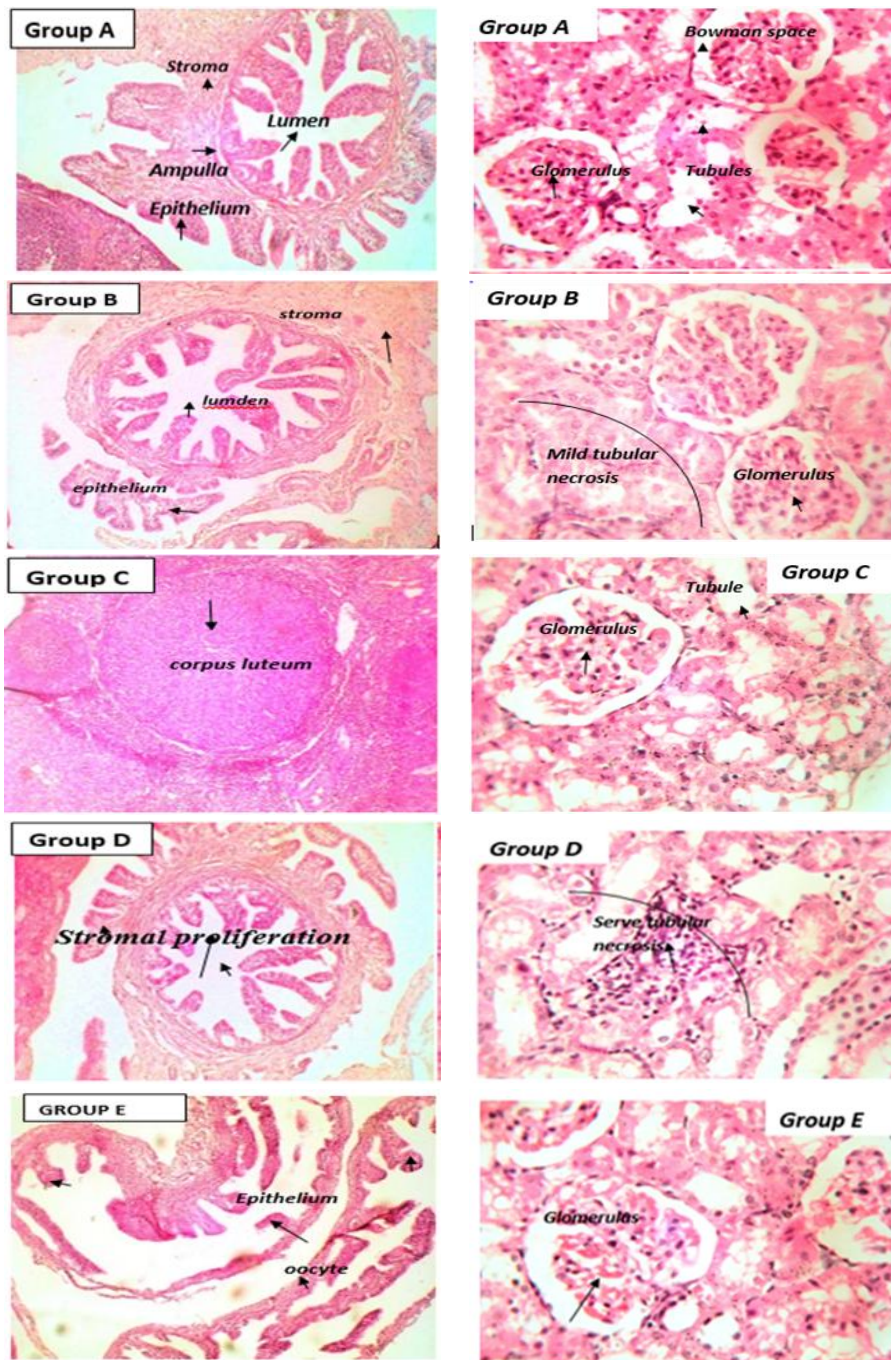 Group A
Stroma
Lumen
Ampulla
Epithelium
Group A
Bowman space
Glomerulus
Tubules
Group B
stroma
lumden
epithelium
Group B
Mild tubular
necrosis
Glomerulus
Group C
corpus luteum
Group C
Tubule
Glomerulus
Group D
Stromal proliferation
Group D
Serve tubular
necrosis
GROUP E
Epithelium
oocyte
Group E
Glomerulas